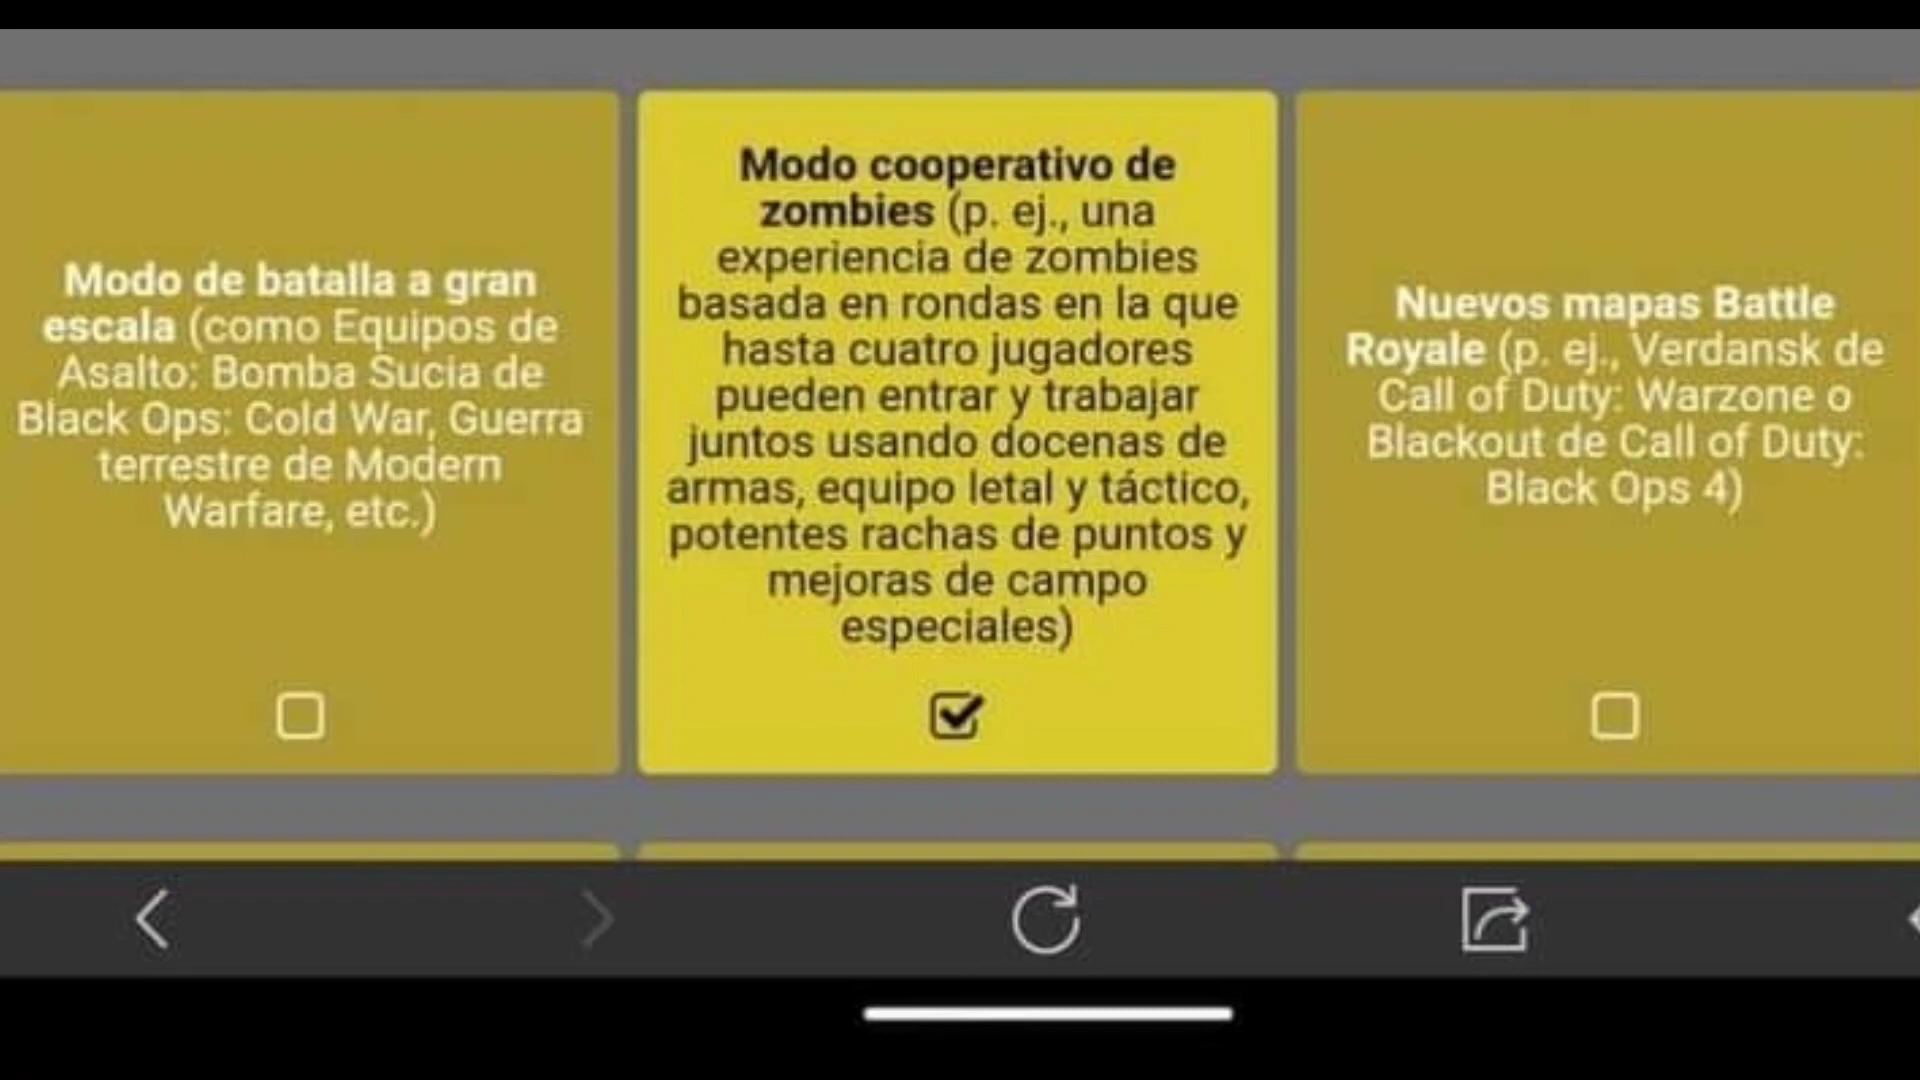 Modo de batalla a gran
escala (como Equipos de
Asalto: Bomba Sucia de
Black Ops: Cold War, Guerra
terrestre de Modern
Warfare, etc.)
Modo cooperativo de
zombies (p. ej., una
experiencia de zombies
basada en rondas en la que
hasta cuatro jugadores
pueden entrar y trabajar
juntos usando docenas de
armas, equipo letal y táctico,
potentes rachas de puntos y
mejoras de campo
especiales)
Nuevos mapas Battle
Royale (p. ej., Verdansk de
Call of Duty: Warzone o
Blackout de Call of Duty:
Black Ops 4)